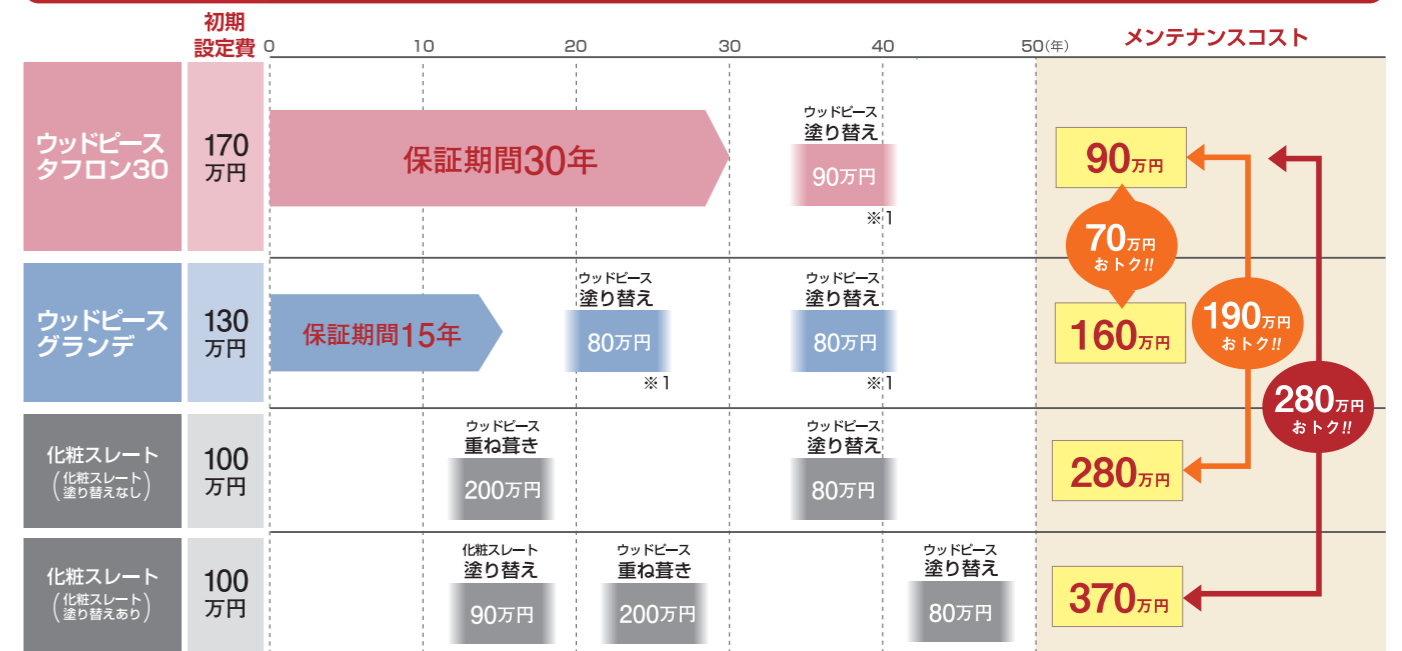 初期
設定費
0
10
20
30
40
50(年)
メンテナンスコスト
ウッドピース
タフロン30
170
万円
保証期間30年
ウッドピース
塗り替え
90万円
※1
90万円
70万円
おトク!!
ウッドピース
グランデ
130
万円
保証期間15年
ウッドピース
塗り替え
80万円
※1
ウッドピース
塗り替え
80万円
※1
160万円
190万円
おトク!!
280万円
おトク!!
化粧スレート
(化粧スレート
塗り替えなし)
100
万円
ウッドピース
重ね葺き
200万円
ウッドピース
塗り替え
80万円
280万円
化粧スレート
(化粧スレート
塗り替えあり)
100
万円
化粧スレート
塗り替え
90万円
ウッドピース
重ね葺き
200万円
ウッドピース
塗り替え
80万円
370万円